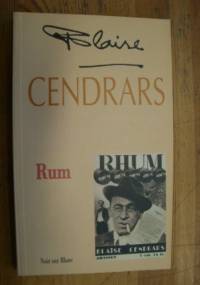 Blaise
CENDRARS
Rum
RHUM
BLAISE CENDRARS
Noir sur Blanc